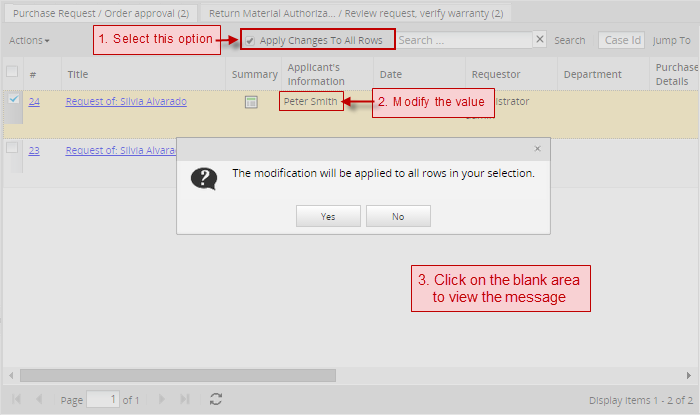 Purchase Request / Order approval (2) Return Material Authoriza... / Review request, verify warranty (2)
Actions 1. Select this option Apply Changes To All Rows Search ... Search Case Id Jump To
# Title Summary Applicant's Information Date Requestor Department Purchase Details
24 Request of: Silvia Alvarado Peter Smith 2. Modify the value
23 Request of: Silvia Alvarad
The modification will be applied to all rows in your selection.
Yes No
3. Click on the blank area
to view the message
Page 1 of 1 Display Items 1 - 2 of 2